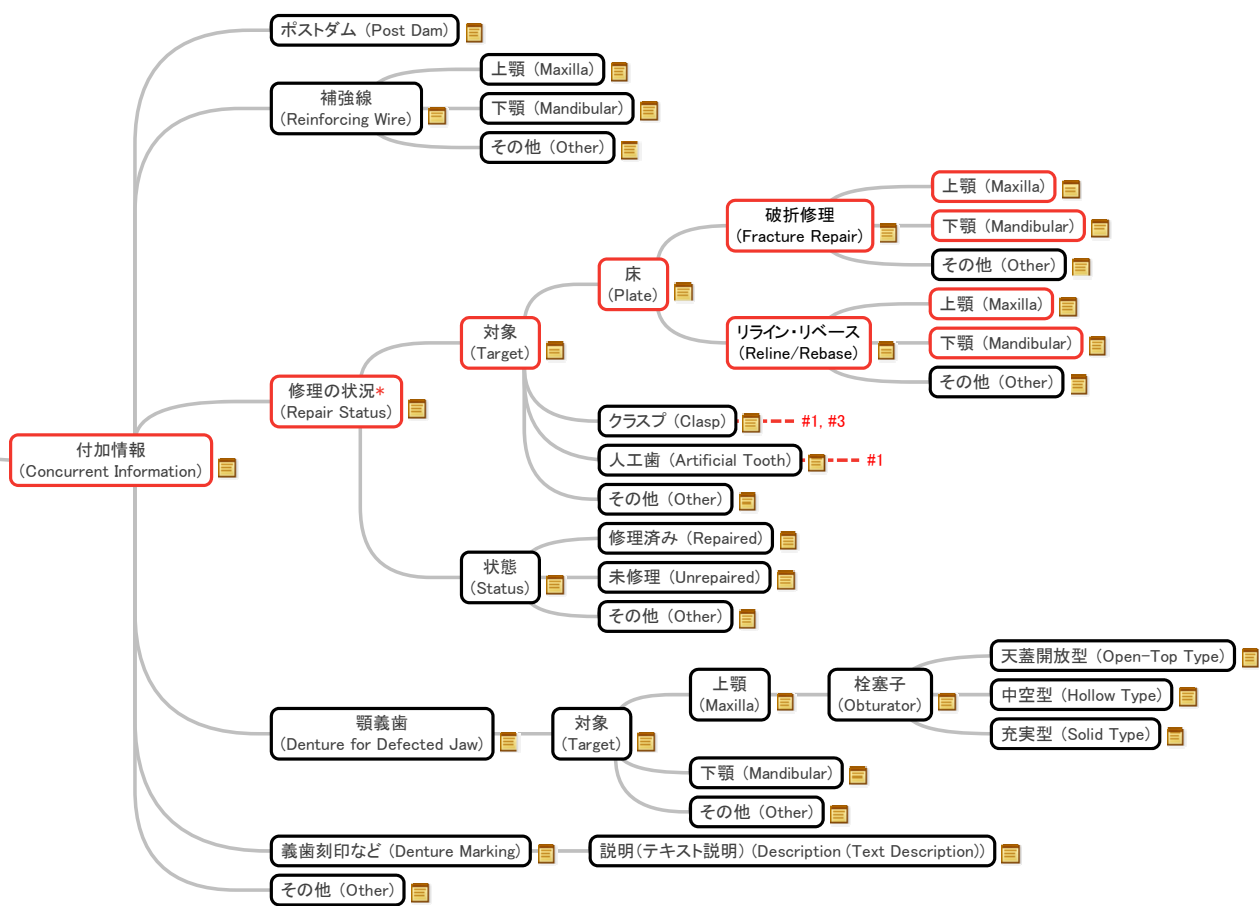 ポストダム (Post Dam)
補強線
(Reinforcing Wire)
上顎 (Maxilla)
下顎 (Mandibular)
その他 (Other)
付加情報
(Concurrent Information)
修理の状況*
(Repair Status)
対象
(Target)
床
(Plate)
破折修理
(Fracture Repair)
上顎 (Maxilla)
下顎 (Mandibular)
その他 (Other)
リライン・リベース
(Reline/Rebase)
上顎 (Maxilla)
下顎 (Mandibular)
その他 (Other)
クラスプ (Clasp) #1, #3
人工歯 (Artificial Tooth) #1
その他 (Other)
状態
(Status)
修理済み (Repaired)
未修理 (Unrepaired)
その他 (Other)
顎義歯
(Denture for Defected Jaw)
対象
(Target)
上顎
(Maxilla)
栓塞子
(Obturator)
天蓋開放型 (Open-Top Type)
中空型 (Hollow Type)
充実型 (Solid Type)
下顎 (Mandibular)
その他 (Other)
義歯刻印など (Denture Marking)
説明(テキスト説明) (Description (Text Description))
その他 (Other)